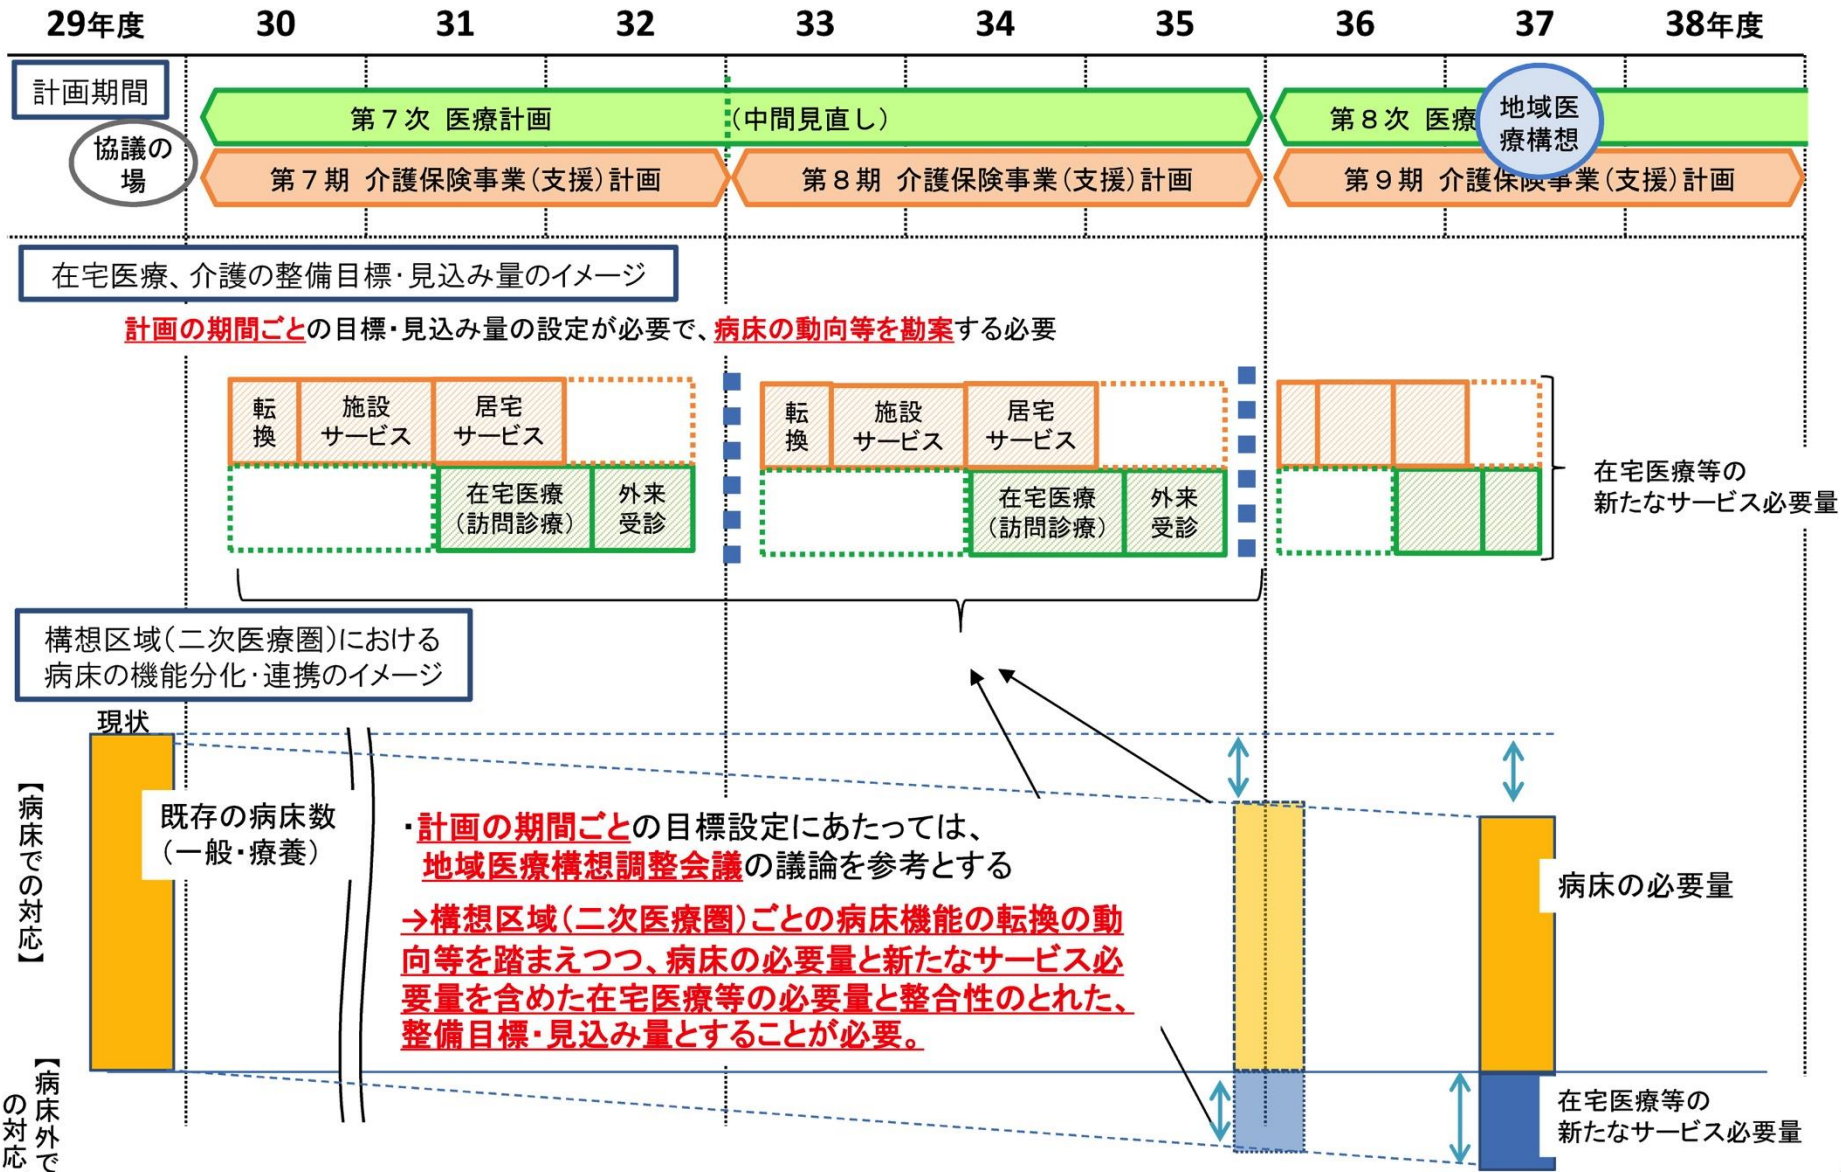 29年度 30 31 32 33 34 35 36 37 38年度
計画期間
協議の
場
第7次 医療計画 (中間見直し)
第8次 医療
地域医
療構想
第7期 介護保険事業(支援)計画
第8期 介護保険事業(支援)計画
第9期 介護保険事業(支援)計画
在宅医療、介護の整備目標・見込み量のイメージ
計画の期間ごとの目標・見込み量の設定が必要で、病床の動向等を勘案する必要
転
換
施設
サービス
居宅
サービス
在宅医療
(訪問診療)
外来
受診
転
換
施設
サービス
居宅
サービス
在宅医療
(訪問診療)
外来
受診
在宅医療等の
新たなサービス必要量
構想区域(二次医療圏)における
病床の機能分化・連携のイメージ
現状
【病床での対応】
既存の病床数
(一般・療養)
・計画の期間ごとの目標設定にあたっては、
地域医療構想調整会議の議論を参考とする
→構想区域(二次医療圏)ごとの病床機能の転換の動
向等を踏まえつつ、病床の必要量と新たなサービス必
要量を含めた在宅医療等の必要量と整合性のとれた、
整備目標・見込み量とすることが必要。
病床の必要量
【病床外で
の対応
在宅医療等の
新たなサービス必要量